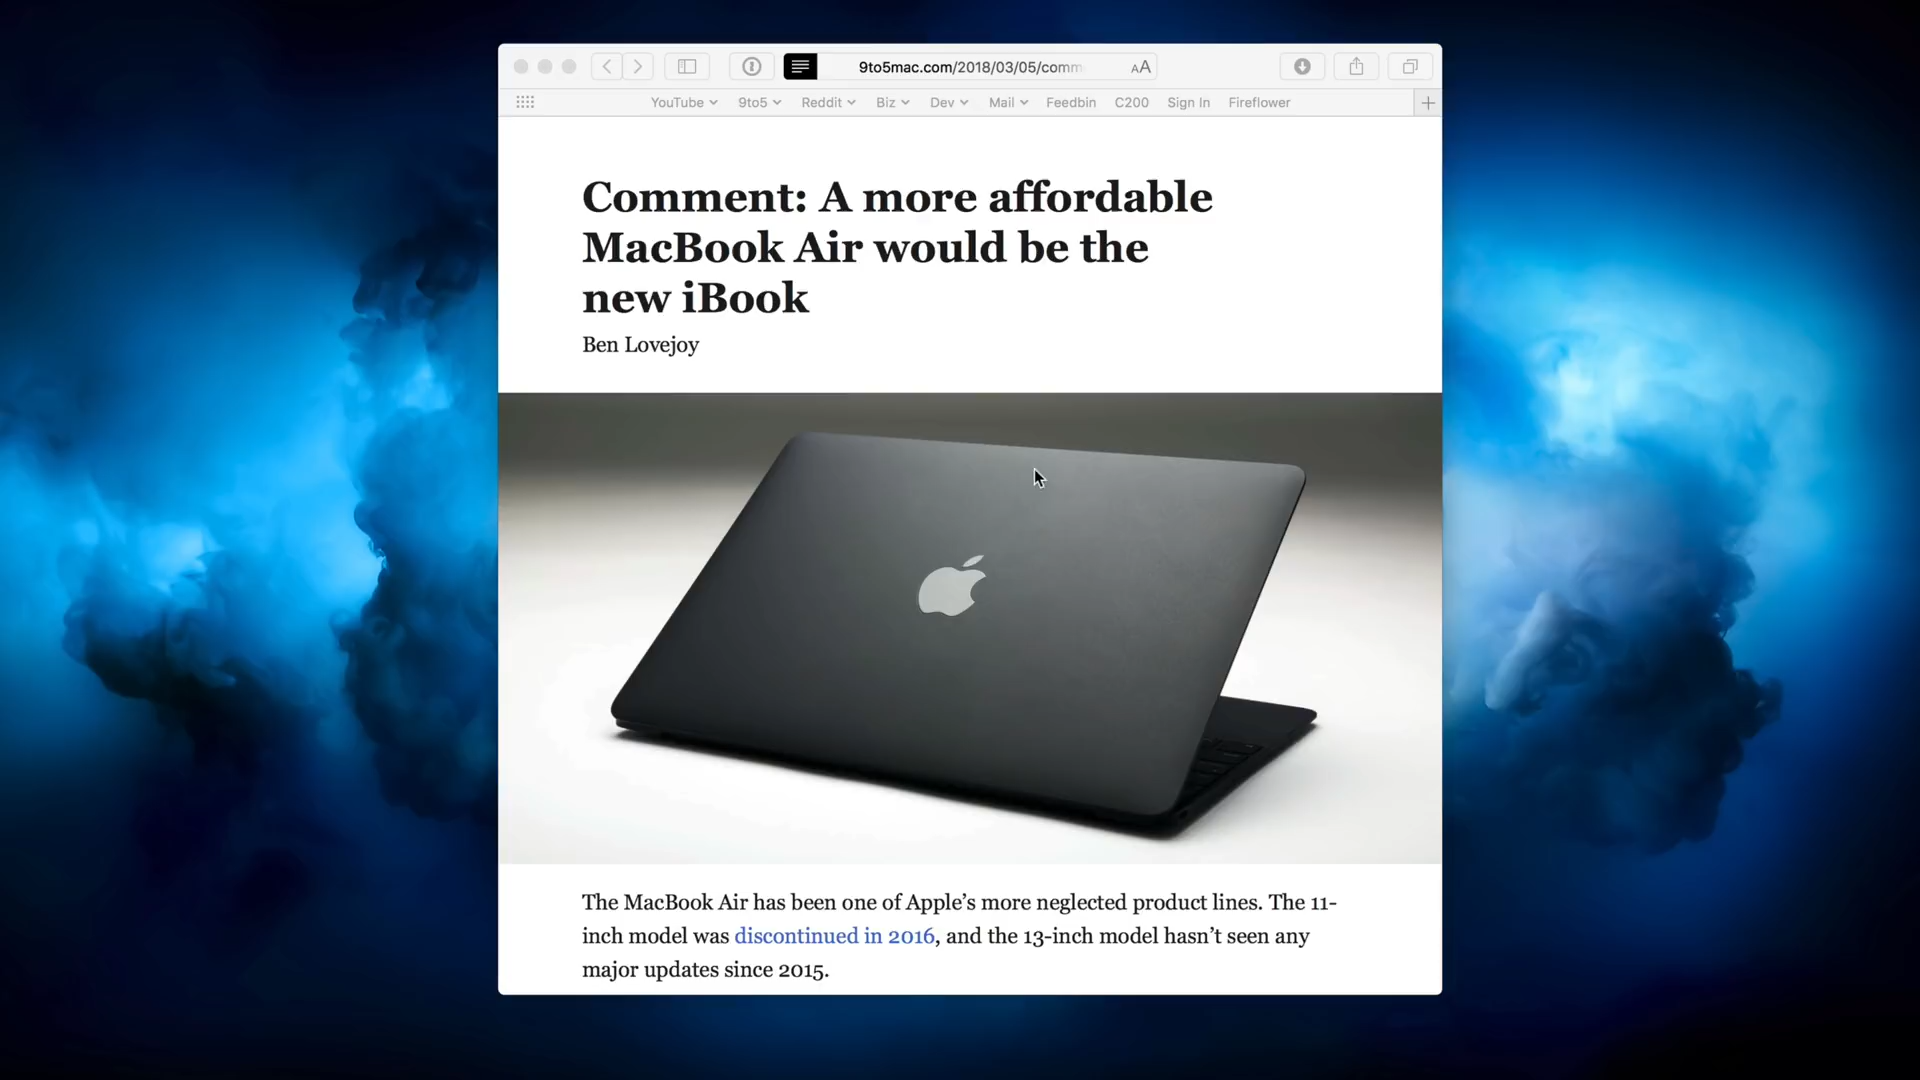 9to5mac.com/2018/03/05/comm
AA
YouTube 9to5 Reddit Biz Dev Mail Feedbin C200 Sign In Fireflower
Comment: A more affordable
MacBook Air would be the
new iBook
Ben Lovejoy
The MacBook Air has been one of Apple’s more neglected product lines. The 11-
inch model was discontinued in 2016, and the 13-inch model hasn’t seen any
major updates since 2015.